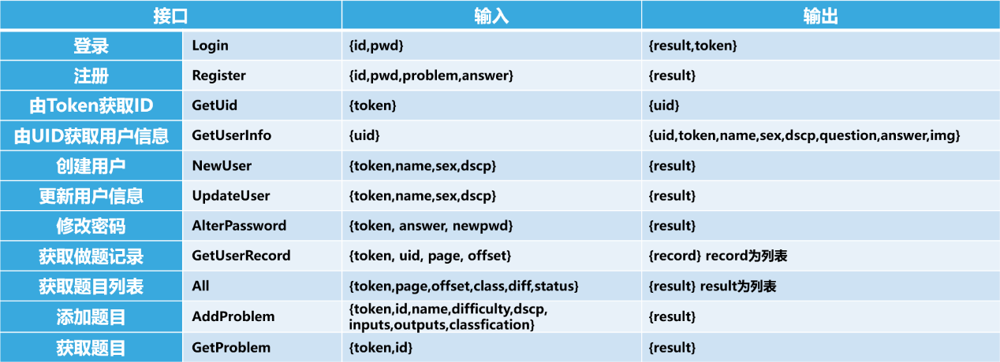 接口 输入 输出
登录 Login {id,pwd} {result,token}
注册 Register {id,pwd,problem,answer} {result}
由Token获取ID GetUid {token} {uid}
由UID获取用户信息 GetUserInfo {uid} {uid,token,name,sex,dscp,question,answer,img}
创建用户 NewUser {token,name,sex,dscp} {result}
更新用户信息 UpdateUser {token,name,sex,dscp} {result}
修改密码 AlterPassword {token, answer, newpwd} {result}
获取做题记录 GetUserRecord {token, uid, page, offset} {record} record为列表
获取题目列表 All {token,page,offset,class,diff,status} {result} result为列表
添加题目 AddProblem {token,id,name,difficulty,dscp,
inputs,outputs,classfication} {result}
获取题目 GetProblem {token,id} {result}